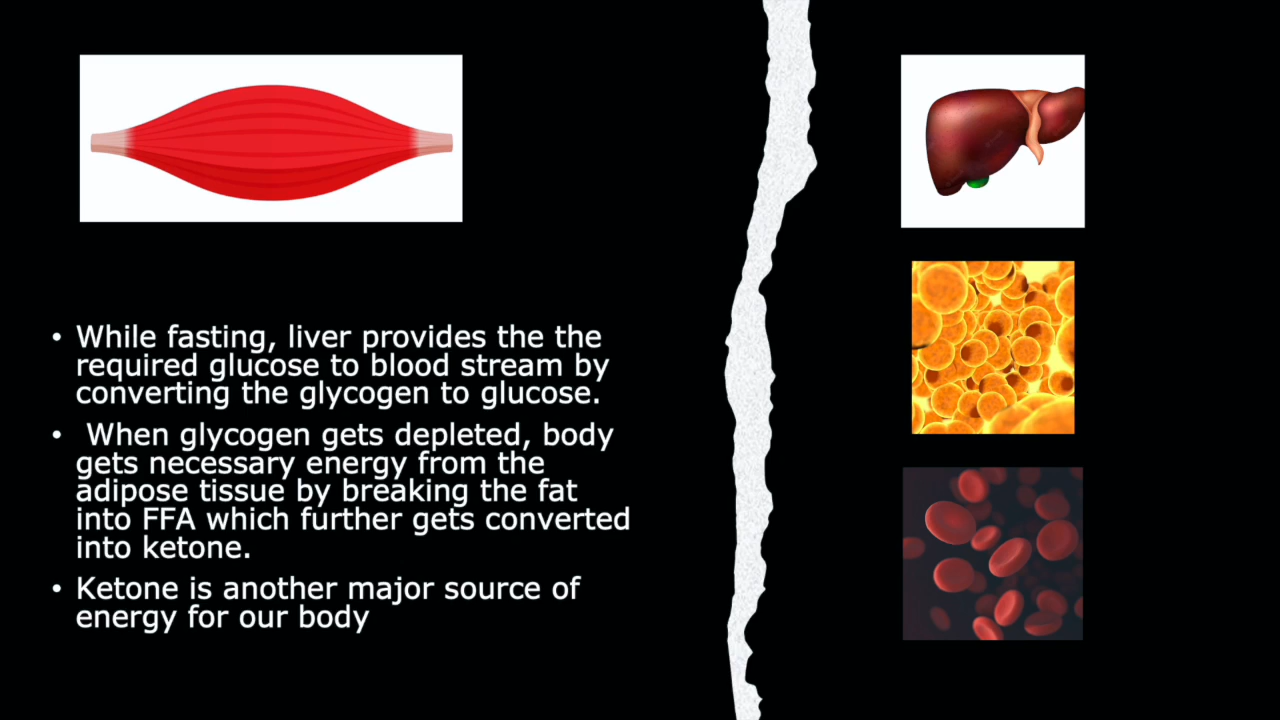 • While fasting, liver provides the the
required glucose to blood stream by
converting the glycogen to glucose.
• When glycogen gets depleted, body
gets necessary energy from the
adipose tissue by breaking the fat
into FFA which further gets converted
into ketone.
• Ketone is another major source of
energy for our body